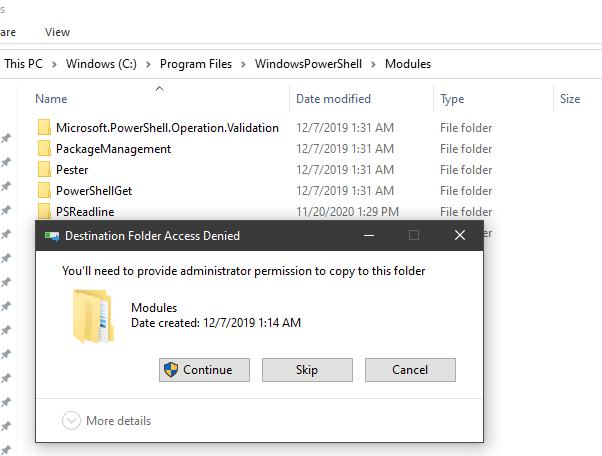 s
are View
This PC > Windows (C:) > Program Files > WindowsPowerShell > Modules
Name Date modified Type Size
Microsoft.PowerShell.Operation.Validation 12/7/2019 1:31 AM File folder
PackageManagement 12/7/2019 1:31 AM File folder
Pester 12/7/2019 1:31 AM File folder
PowerShellGet 12/7/2019 1:31 AM File folder
PSReadline 11/20/2020 1:29 PM File folder
Destination Folder Access Denied
You'll need to provide administrator permission to copy to this folder
Modules
Date created: 12/7/2019 1:14 AM
Continue Skip Cancel
More details